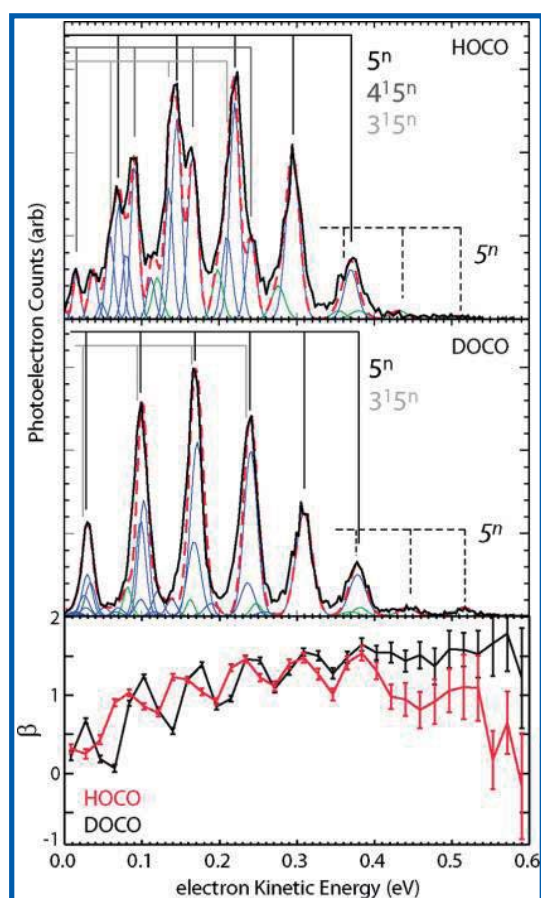 HOCO
5ⁿ
4¹5ⁿ
3¹5ⁿ
5ⁿ
Photoelectron Counts (arb)
DOCO
5ⁿ
3¹5ⁿ
5ⁿ
2
1
0
-1
β
HOCO
DOCO
0.0 0.1 0.2 0.3 0.4 0.5 0.6
electron Kinetic Energy (eV)